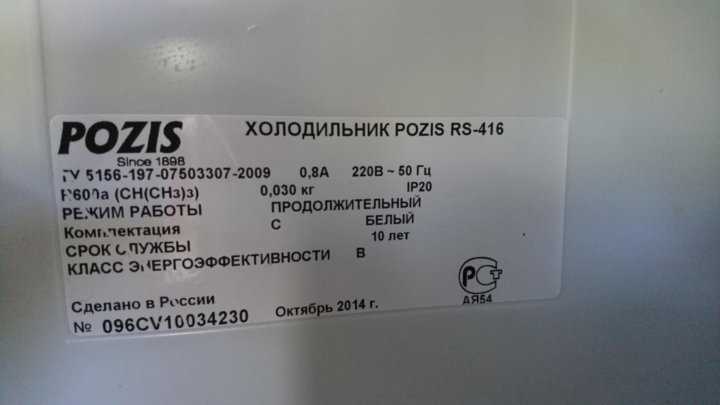 POZIS
Since 1898
ХОЛОДИЛЬНИК POZIS RS-416
ТУ 5156-197-07503307-2009 0,8А 220В ~ 50 Гц
R600a (CH(CH3)3) 0,030 кг IP20
РЕЖИМ РАБОТЫ ПРОДОЛЖИТЕЛЬНЫЙ
Комплектация С БЕЛЫЙ
СРОК СЛУЖБЫ 10 лет
КЛАСС ЭНЕРГОЭФФЕКТИВНОСТИ В
РСТ
АЯ54
Сделано в России
№ 096CV10034230 Октябрь 2014 г.